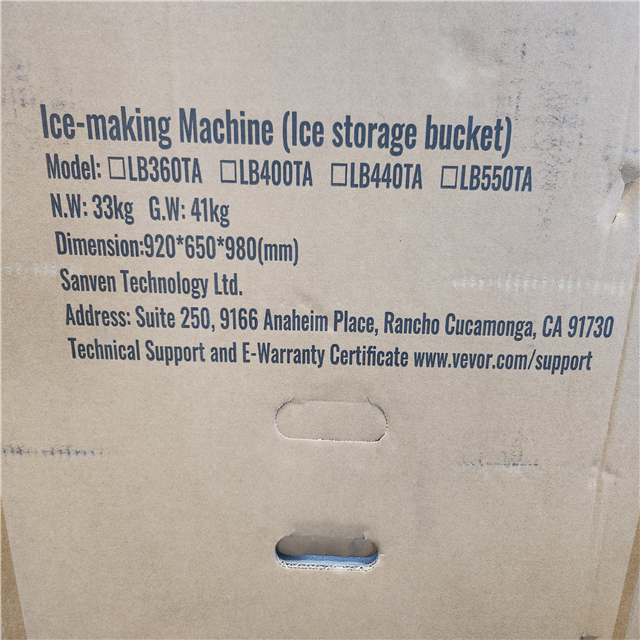 Ice-making Machine (Ice storage bucket)
Model: □LB360TA □LB400TA □LB440TA □LB550TA
N.W: 33kg G.W: 41kg
Dimension:920*650*980(mm)
Sanven Technology Ltd.
Address: Suite 250, 9166 Anaheim Place, Rancho Cucamonga, CA 91730
Technical Support and E-Warranty Certificate www.vevor.com/support